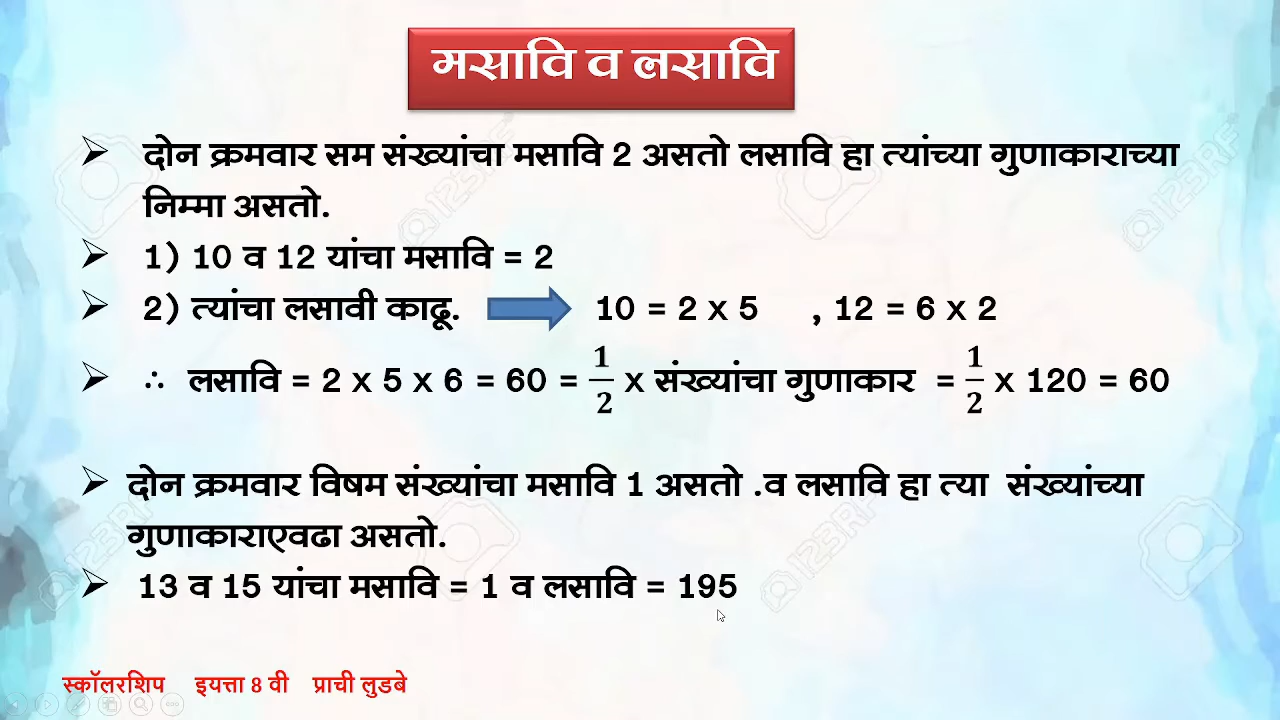 मसावि व लसावि
➢ दोन क्रमवार सम संख्यांचा मसावि 2 असतो लसावि हा त्यांच्या गुणाकाराच्या
निम्मा असतो.
➢ 1) 10 व 12 यांचा मसावि = 2
➢ 2) त्यांचा लसावी काढू. 10 = 2 x 5 , 12 = 6 x 2
➢ ∴ लसावि = 2 x 5 x 6 = 60 = 1/2 x संख्यांचा गुणाकार = 1/2 x 120 = 60
➢ दोन क्रमवार विषम संख्यांचा मसावि 1 असतो .व लसावि हा त्या संख्यांच्या
गुणाकाराएवढा असतो.
➢ 13 व 15 यांचा मसावि = 1 व लसावि = 195
स्कॉलरशिप इयत्ता 8 वी प्राची लुडबे